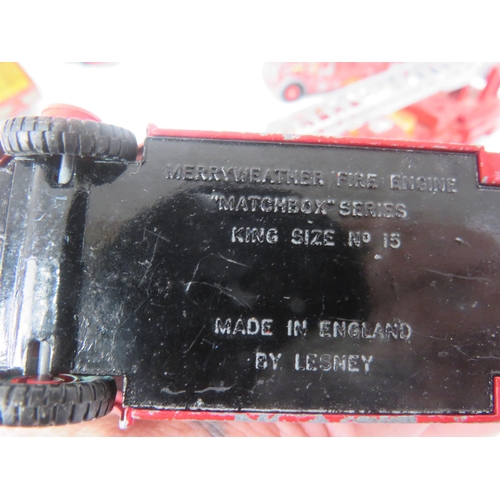 MERRYWEATHER FIRE ENGINE
"MATCHBOX" SERIES
KING SIZE Nº 15
MADE IN ENGLAND
BY LESNEY